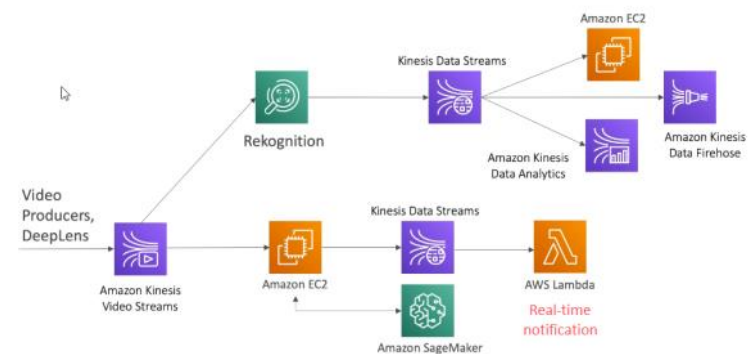 Amazon EC2
Kinesis Data Streams
Rekognition
Amazon Kinesis
Data Analytics
Amazon Kinesis
Data Firehose
Video
Producers,
DeepLens
Amazon Kinesis
Video Streams
Amazon EC2
Kinesis Data Streams
AWS Lambda
Real-time
notification
Amazon SageMaker